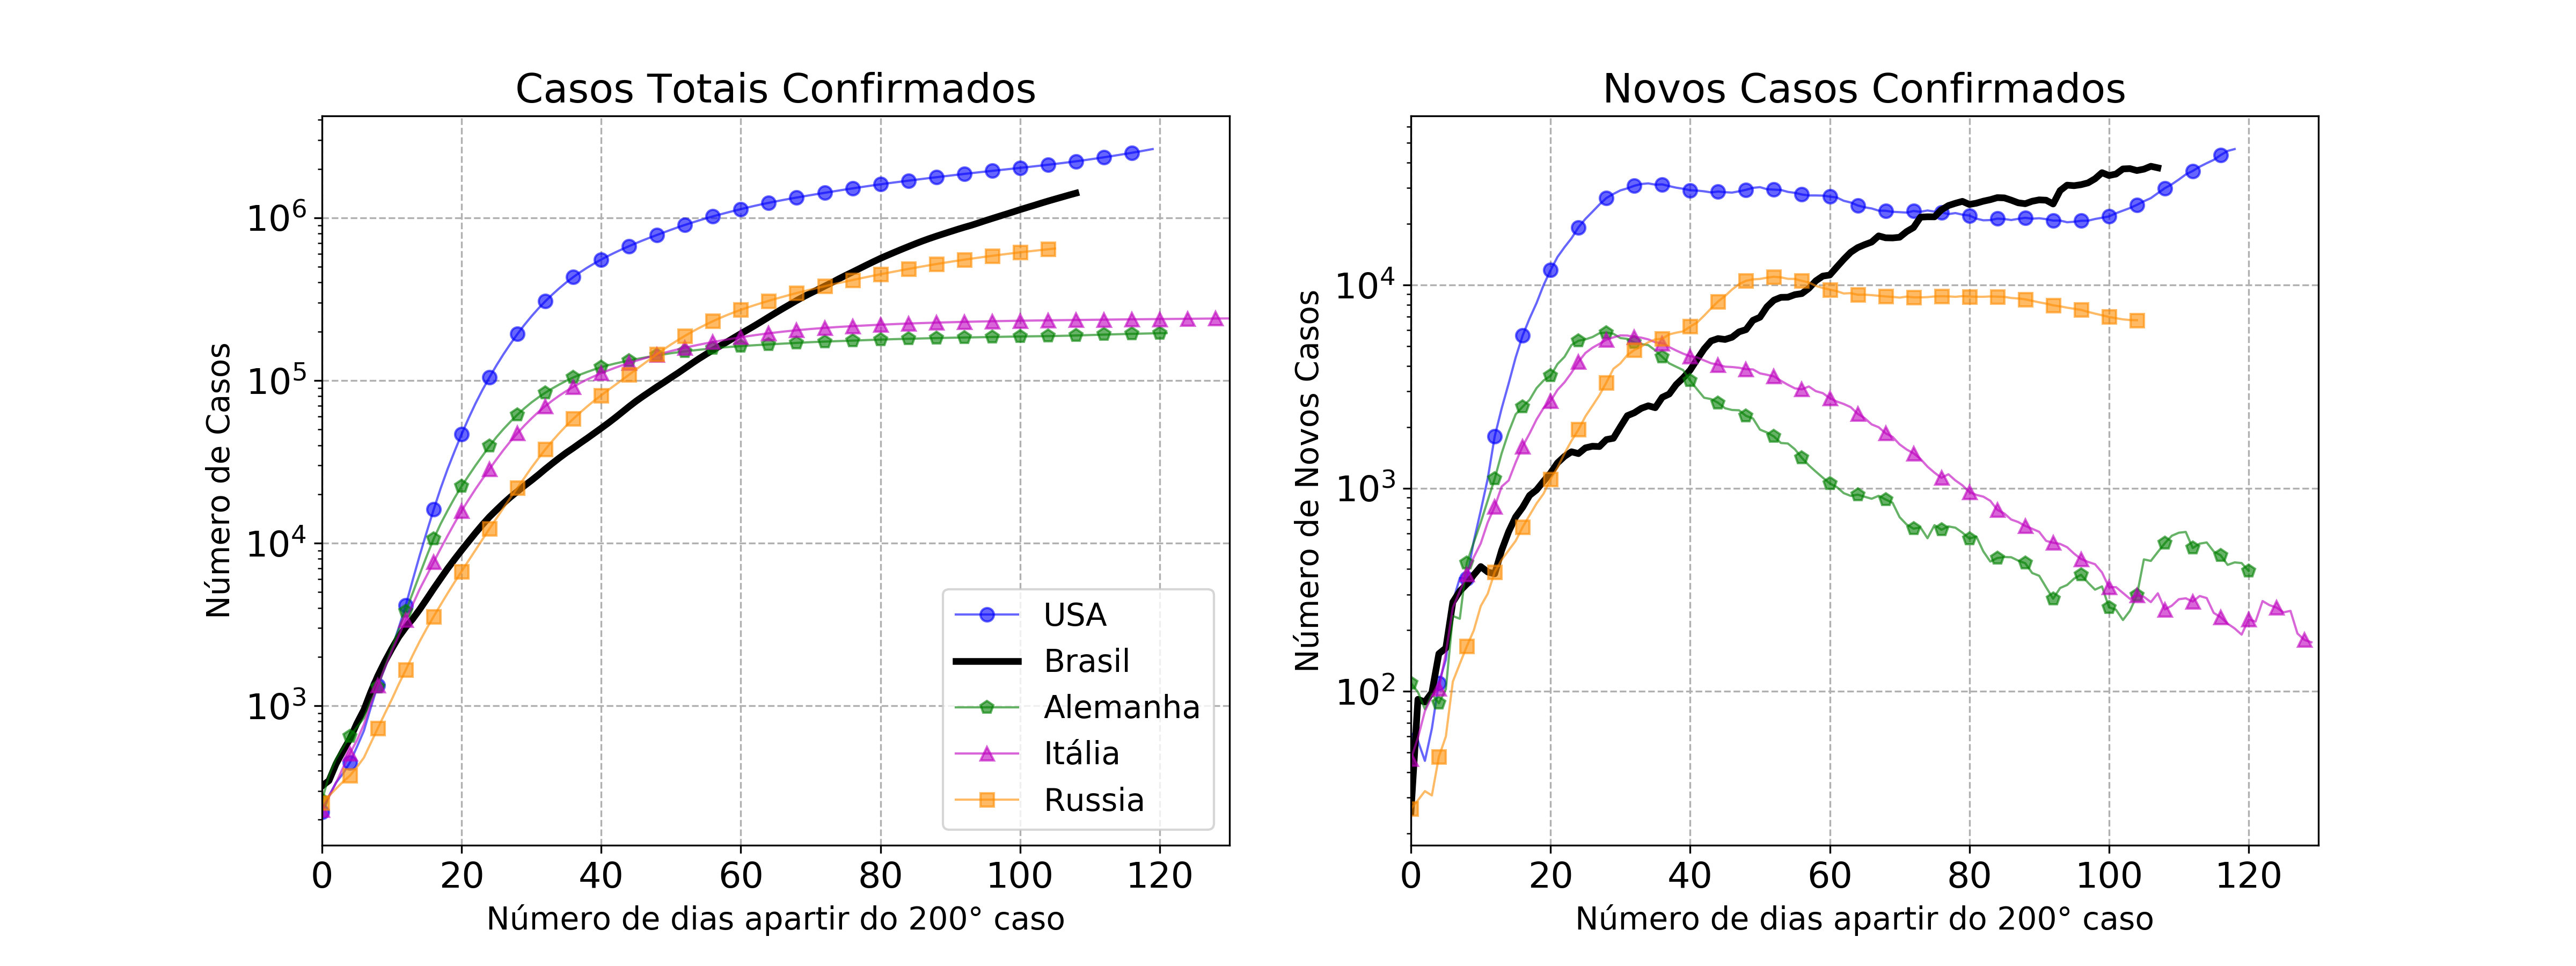 Casos Totais Confirmados
Número de Casos
10^6
10^5
10^4
10^3
0 20 40 60 80 100 120
Número de dias apartir do 200° caso
USA
Brasil
Alemanha
Itália
Russia
Novos Casos Confirmados
Número de Novos Casos
10^4
10^3
10^2
0 20 40 60 80 100 120
Número de dias apartir do 200° caso